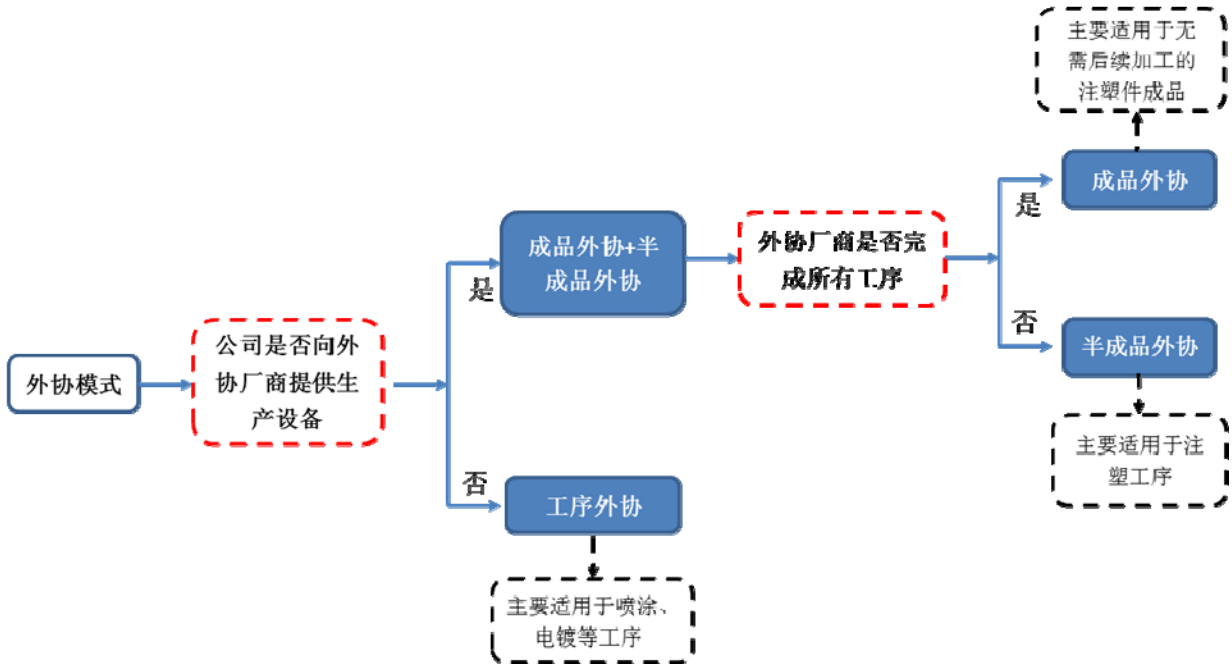 外协模式
公司是否向外
协厂商提供生
产设备
是
成品外协+半
成品外协
外协厂商是否完
成所有工序
是
成品外协
主要适用于无
需后续加工的
注塑件成品
否
半成品外协
主要适用于注
塑工序
否
工序外协
主要适用于喷涂、
电镀等工序